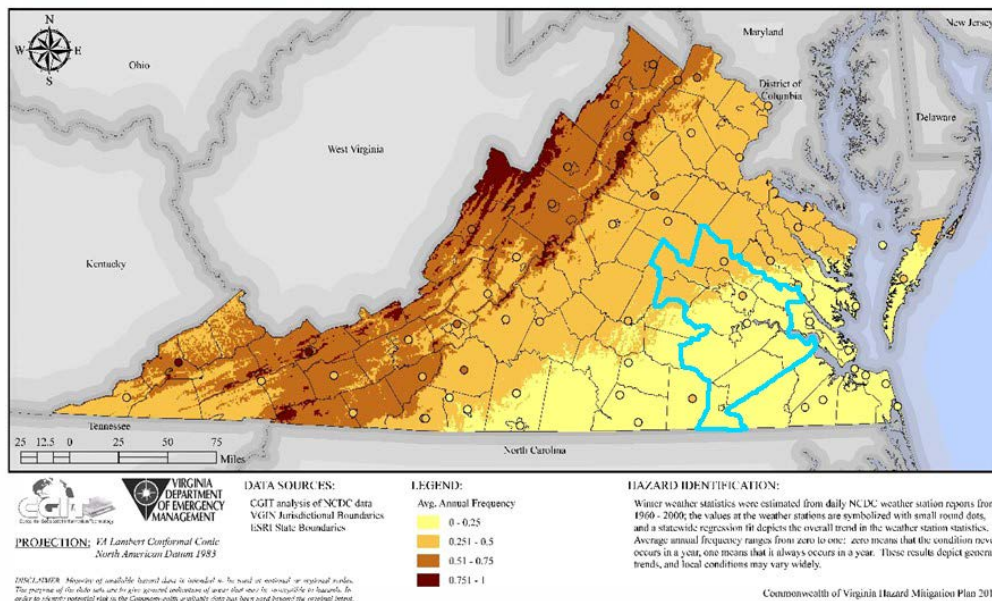 N
W E
S
New Jersey
Maryland
Ohio
District of
Columbia
Delaware
West Virginia
Kentucky
Tennessee
North Carolina
25 12.5 0 25 50 75
Miles
VIRGINIA
DEPARTMENT
OF EMERGENCY
MANAGEMENT
PROJECTION: VA Lambert Conformal Conic
North American Datum 1983
DATA SOURCES:
CGIT analysis of NCDC data
VGIN Jurisdictional Boundaries
ESRI State Boundaries
LEGEND:
Avg. Annual Frequency
0 - 0.25
0.251 - 0.5
0.51 - 0.75
0.751 - 1
HAZARD IDENTIFICATION:
Winter weather statistics were estimated from daily NCDC weather station reports from
1960 - 2000; the values at the weather stations are symbolized with small round dots,
and a statewide regression fit depicts the overall trend in the weather station statistics.
Average annual frequency ranges from zero to one: zero means that the condition neve
occurs in a year, one means that it always occurs in a year. These results depict genera
trends, and local conditions may vary widely.
Commonwealth of Virginia Hazard Mitigation Plan 201